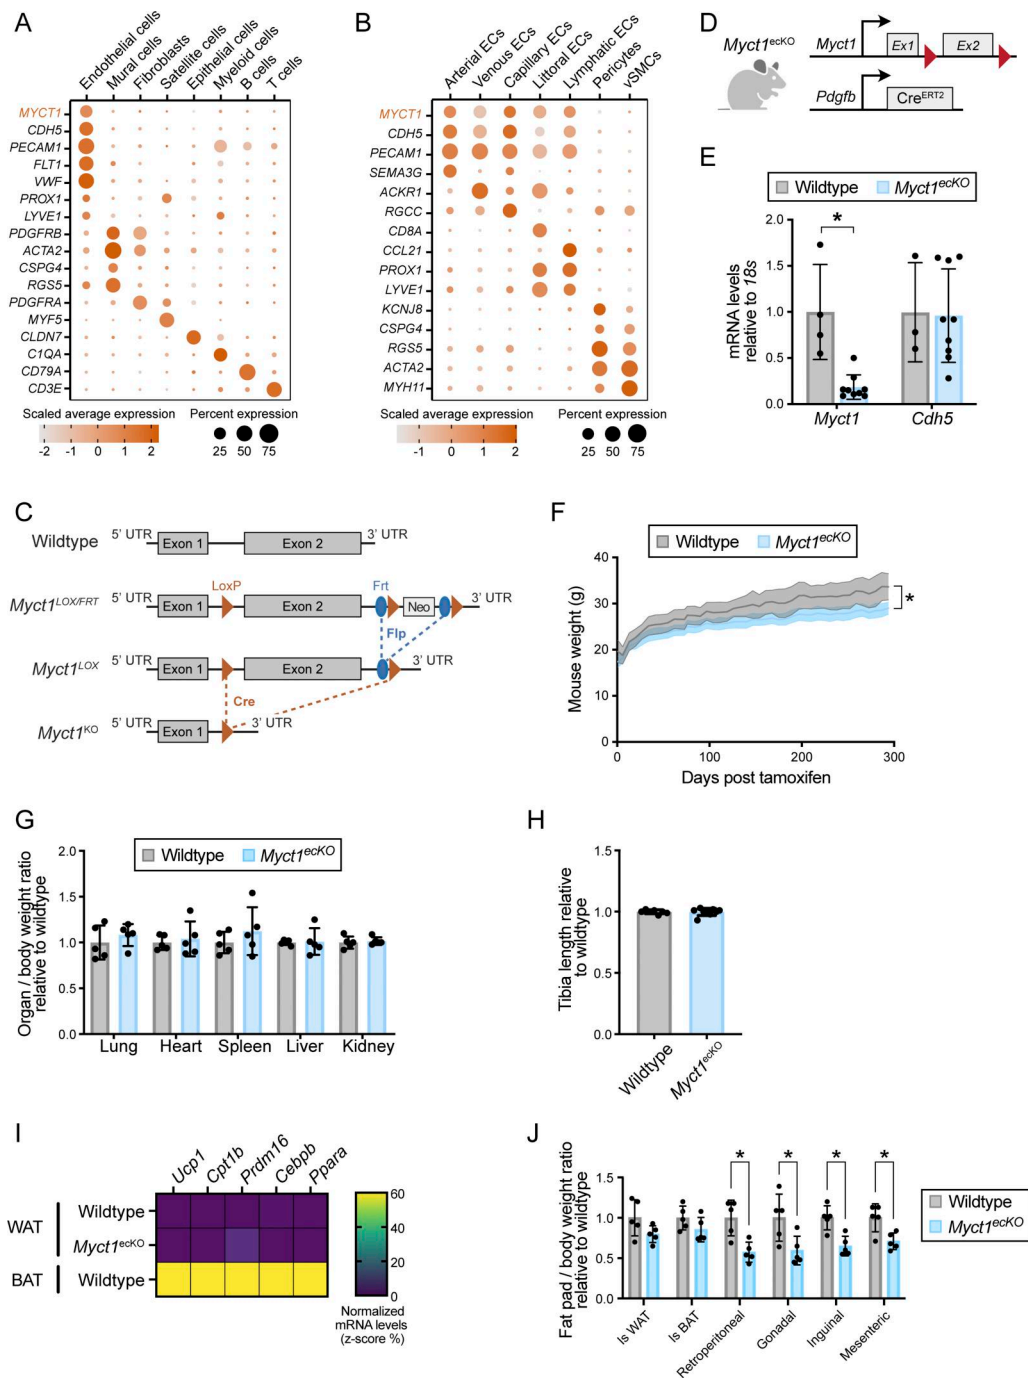 A
Endothelial cells
Mural cells
Fibroblasts
Satellite cells
Epithelial cells
Myeloid cells
B cells
T cells
MYCT1
CDH5
PECAM1
FLT1
VWF
PROX1
LYVE1
PDGFRB
ACTA2
CSPG4
RGS5
PDGFRA
MYF5
CLDN7
C1QA
CD79A
CD3E
Scaled average expression
-2 -1 0 1 2
Percent expression
25 50 75
B
Arterial ECs
Venous ECs
Capillary ECs
Littoral ECs
Lymphatic ECs
Pericytes
vSMCs
MYCT1
CDH5
PECAM1
SEMA3G
ACKR1
RGCC
CD8A
CCL21
PROX1
LYVE1
KCNJ8
CSPG4
RGS5
ACTA2
MYH11
Scaled average expression
-1 0 1 2
Percent expression
25 50 75
D
Myct1ecKO
Myct1 Ex1 Ex2
Pdgfb CreERT2
E
Wildtype Myct1ecKO
mRNA levels
relative to 18s
2.0
1.5
1.0
0.5
0.0
*
Myct1 Cdh5
C
Wildtype 5' UTR Exon 1 Exon 2 3' UTR
LoxP Frt
Myct1LOX/FRT 5' UTR Exon 1 Exon 2 Neo 3' UTR
Flp
Myct1LOX 5' UTR Exon 1 Exon 2 3' UTR
Cre
Myct1KO 5' UTR Exon 1 3' UTR
F
Wildtype Myct1ecKO
Mouse weight (g)
40
30
20
10
0
*
0 100 200 300
Days post tamoxifen
G
Wildtype Myct1ecKO
Organ / body weight ratio
relative to wildtype
2.0
1.5
1.0
0.5
0.0
Lung Heart Spleen Liver Kidney
H
Tibia length relative
to wildtype
1.5
1.0
0.5
0.0
Wildtype
Myct1ecKO
I
Ucp1
Cpt1b
Prdm16
Cebpb
Ppara
WAT
Wildtype
Myct1ecKO
BAT
Wildtype
60
40
20
0
Normalized
mRNA levels
(z-score %)
J
Fat pad / body weight ratio
relative to wildtype
1.5
1.0
0.5
0.0
* * * *
Wildtype
Myct1ecKO
Is WAT
Is BAT
Retroperitoneal
Gonadal
Inguinal
Mesenteric